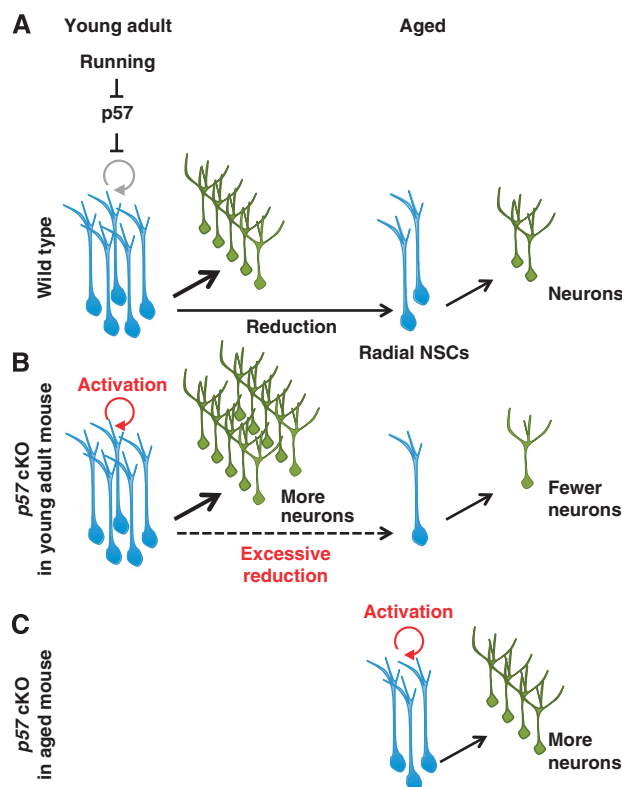 A
Young adult
Aged
Running
p57
Wild type
Neurons
Reduction
Radial NSCs
B
Activation
p57 cKO
in young adult mouse
More
neurons
Fewer
neurons
Excessive
reduction
C
Activation
p57 cKO
in aged mouse
More
neurons